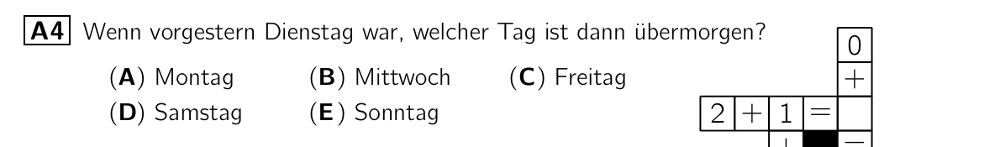 A4 Wenn vorgestern Dienstag war, welcher Tag ist dann übermorgen?
(A) Montag (B) Mittwoch (C) Freitag
(D) Samstag (E) Sonntag
0
+
2 + 1 =
+ =